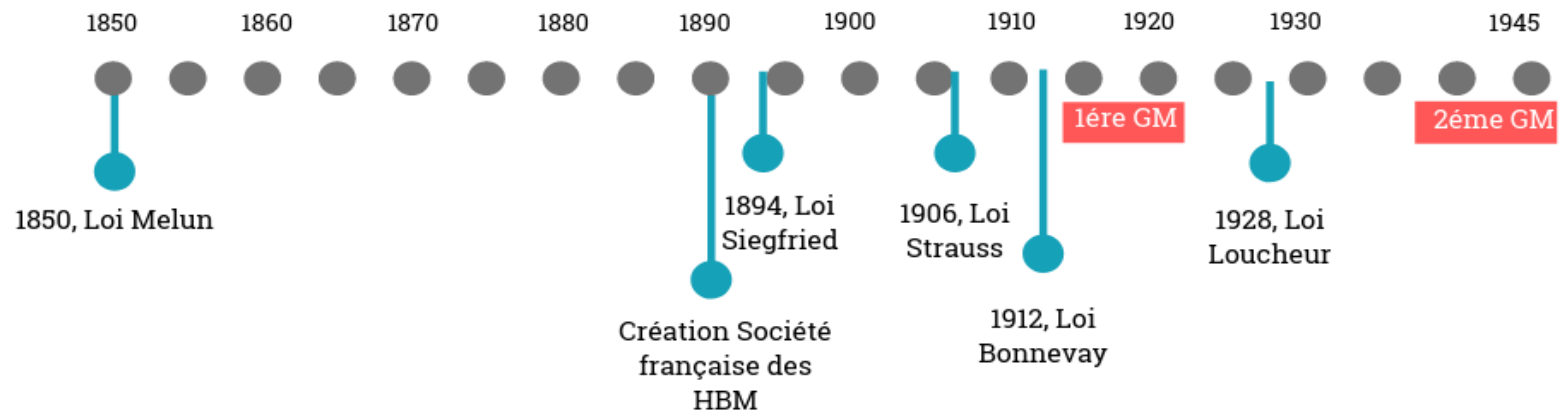 1850 1860 1870 1880 1890 1900 1910 1920 1930 1945
1ére GM
2éme GM
1850, Loi Melun
Création Société
française des
HBM
1894, Loi
Siegfried
1906, Loi
Strauss
1912, Loi
Bonnevay
1928, Loi
Loucheur